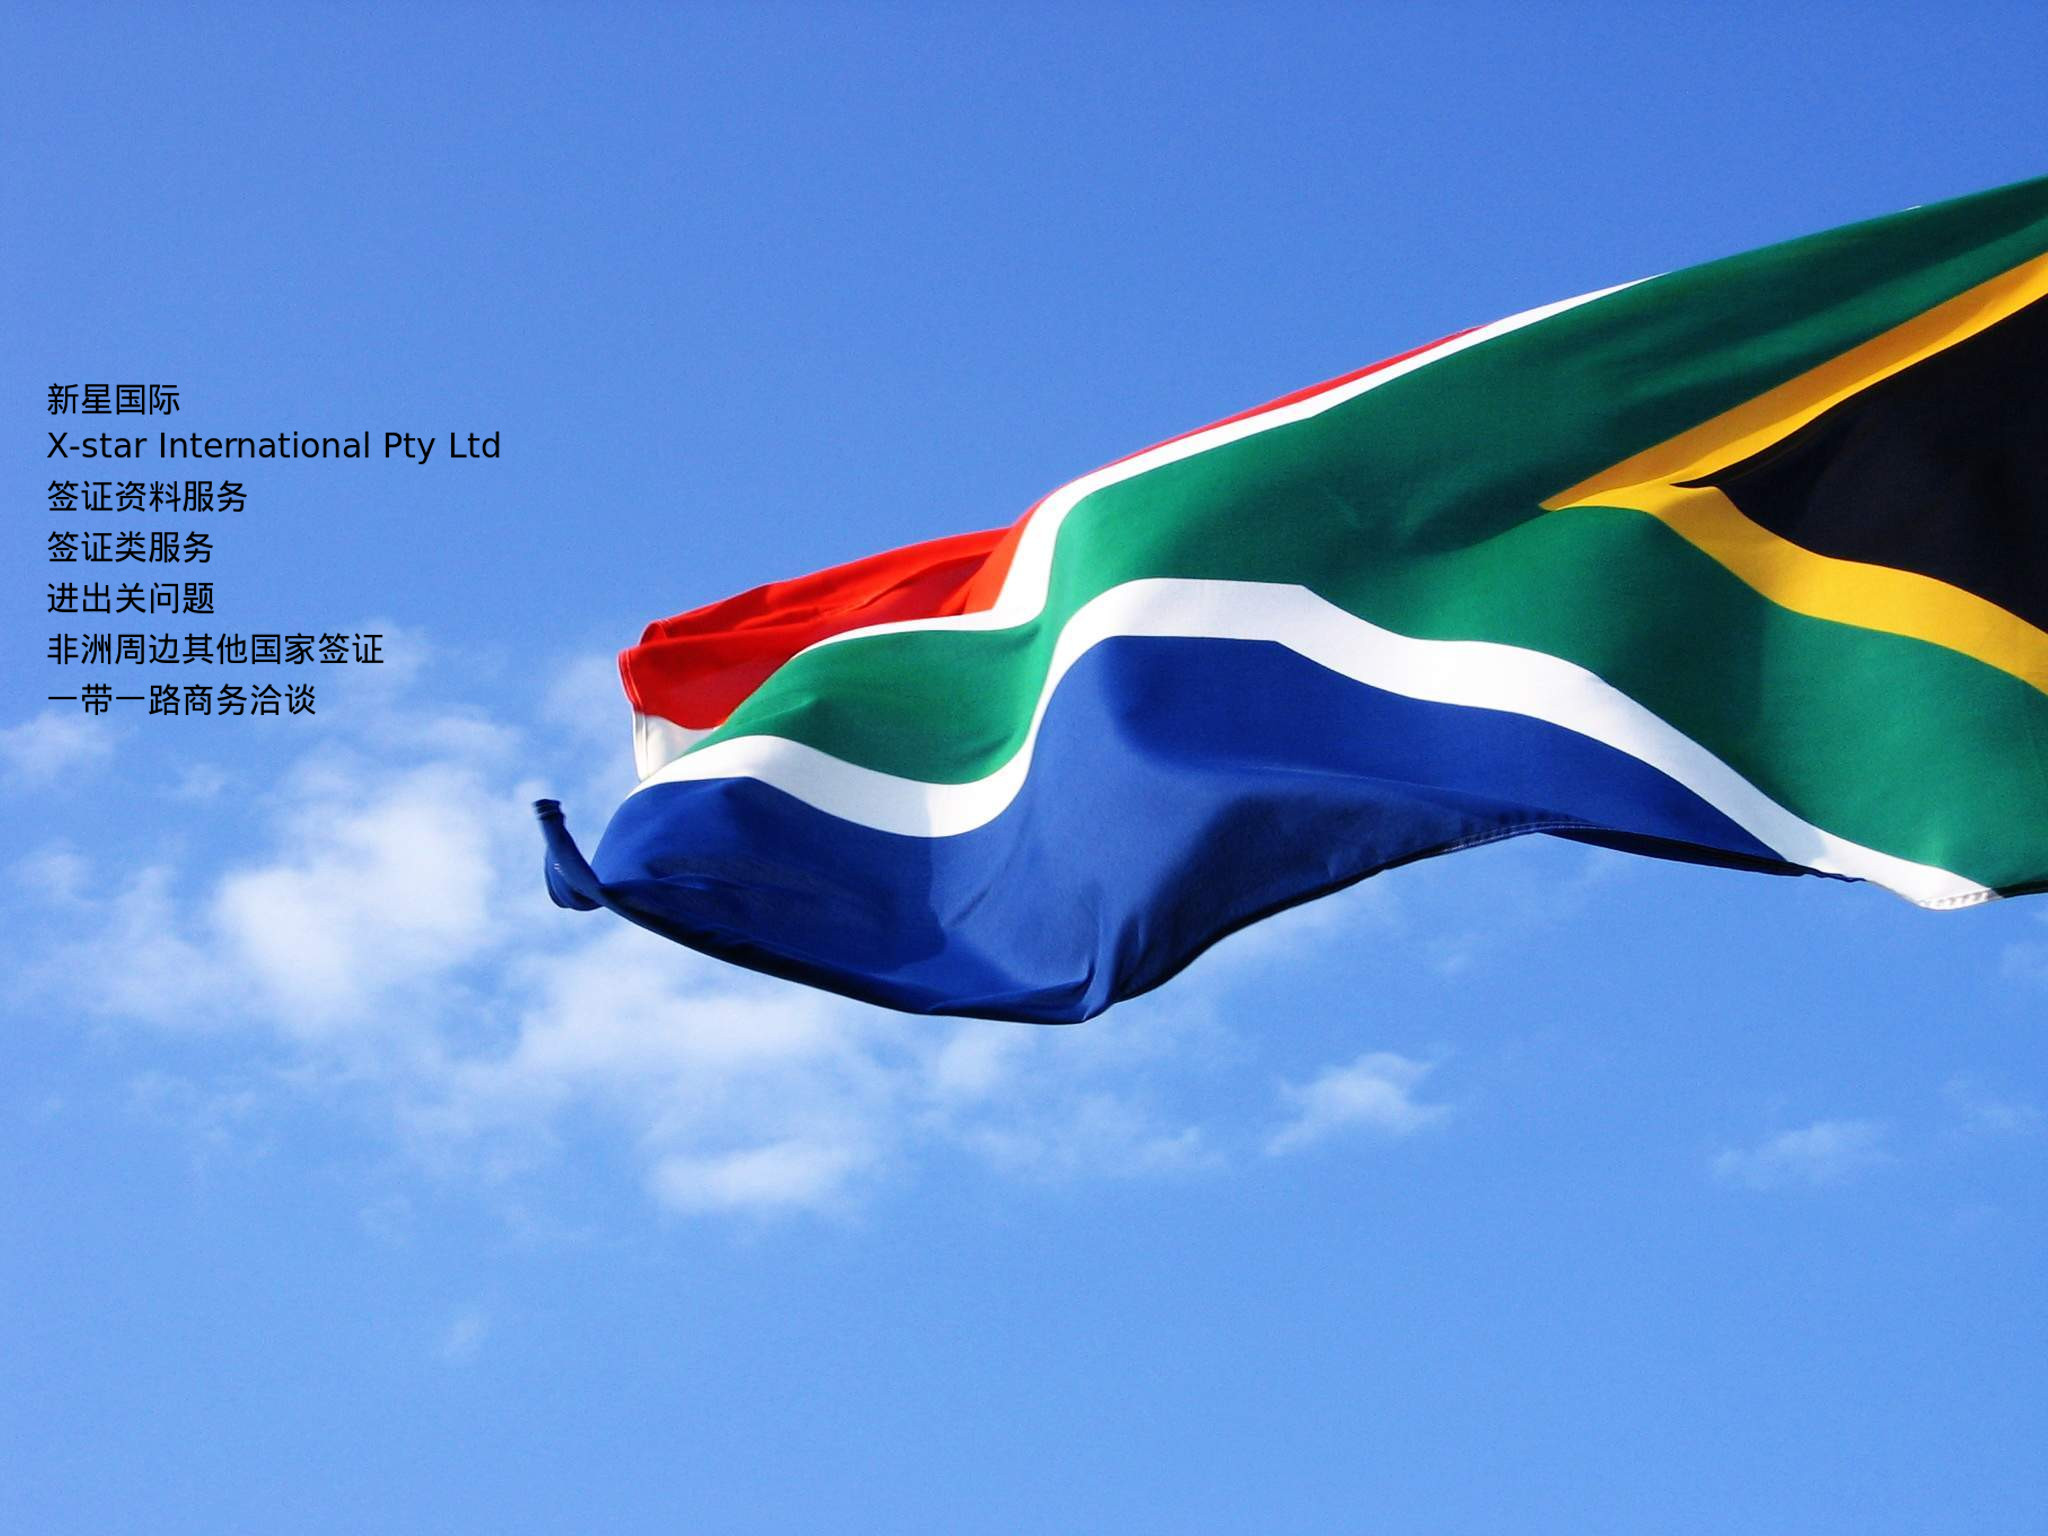 新星国际
X-star International Pty Ltd
签证资料服务
签证类服务
进出关问题
非洲周边其他国家签证
一带一路商务洽谈